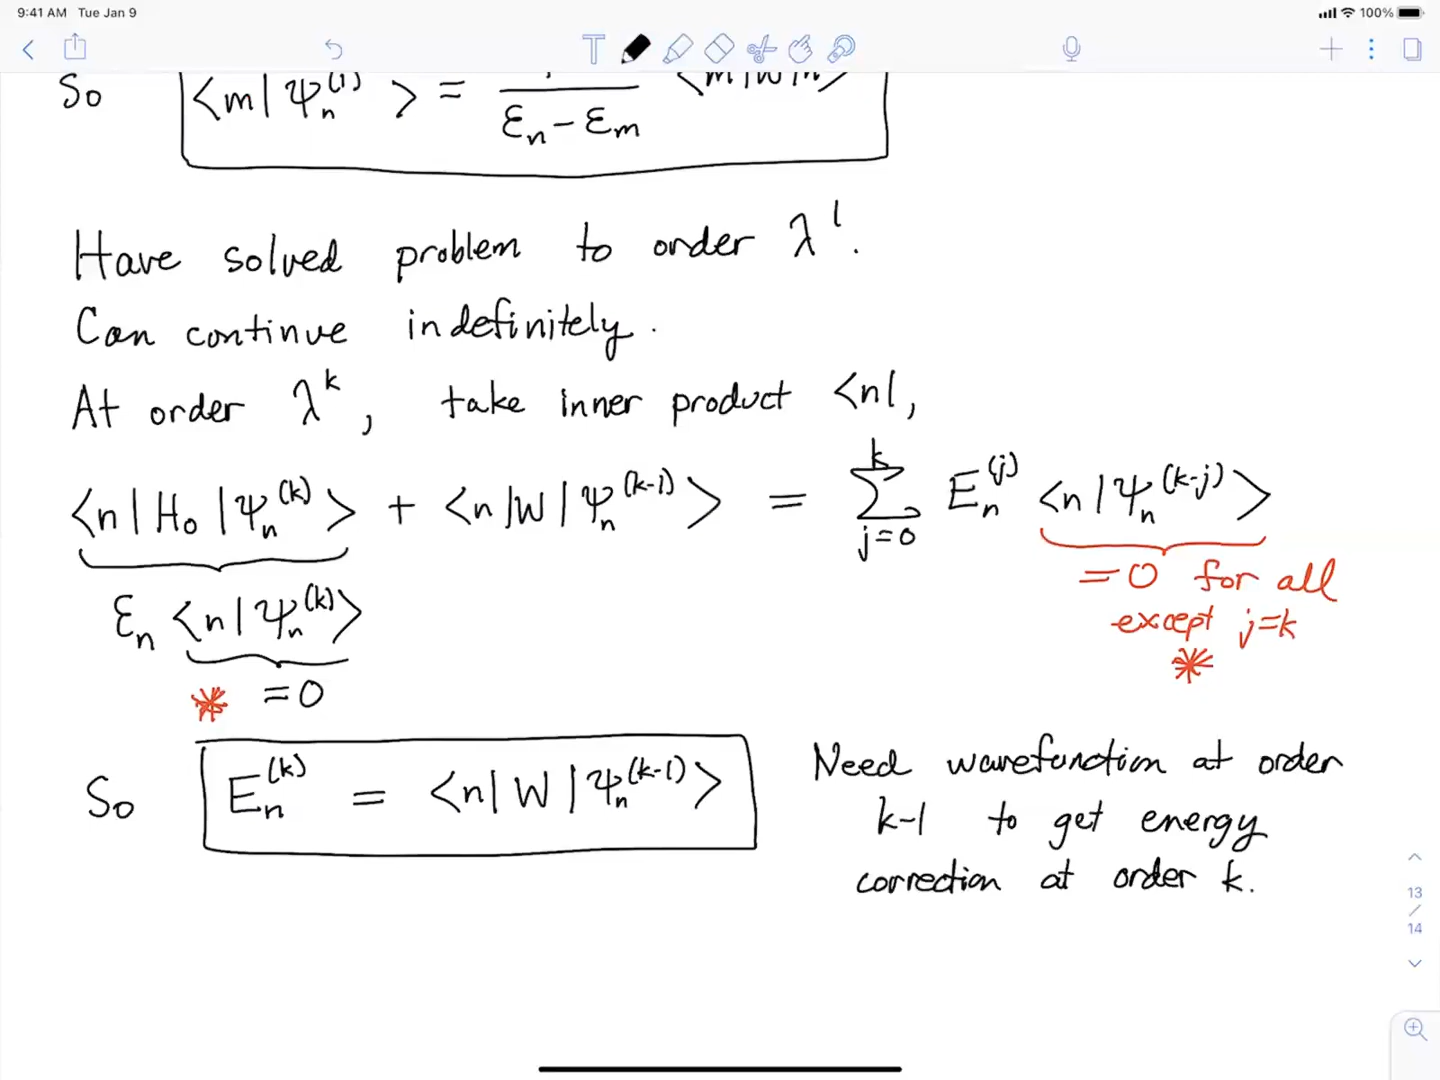 9:41 AM Tue Jan 9
100%
So ⟨m|ψₙ⁽¹⁾⟩ = 1/(εₙ − εₘ) ⟨m|W|n⟩
Have solved problem to order λ¹.
Can continue indefinitely.
At order λᵏ, take inner product ⟨n|,
⟨n|H₀|ψₙ⁽ᵏ⁾⟩ + ⟨n|W|ψₙ⁽ᵏ⁻¹⁾⟩ = ∑_{j=0}^{k} Eₙ⁽ʲ⁾ ⟨n|ψₙ⁽ᵏ⁻ʲ⁾⟩
= 0 for all
except j=k
*
εₙ ⟨n|ψₙ⁽ᵏ⁾⟩
* = 0
So Eₙ⁽ᵏ⁾ = ⟨n|W|ψₙ⁽ᵏ⁻¹⁾⟩
Need wavefunction at order
k-1 to get energy
correction at order k.
13
/
14